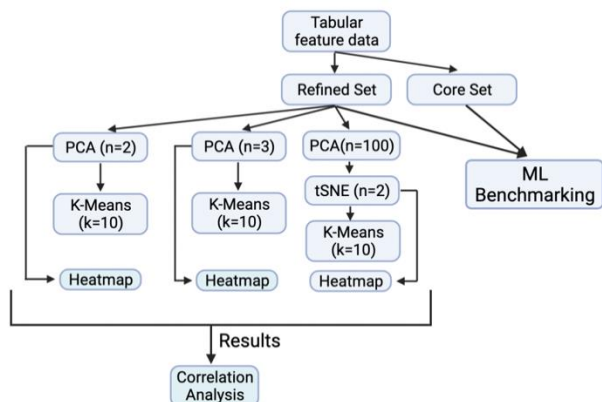 Tabular
feature data
Refined Set
Core Set
PCA (n=2)
PCA (n=3)
PCA(n=100)
ML
Benchmarking
tSNE (n=2)
K-Means
(k=10)
K-Means
(k=10)
K-Means
(k=10)
Heatmap
Heatmap
Heatmap
Results
Correlation
Analysis